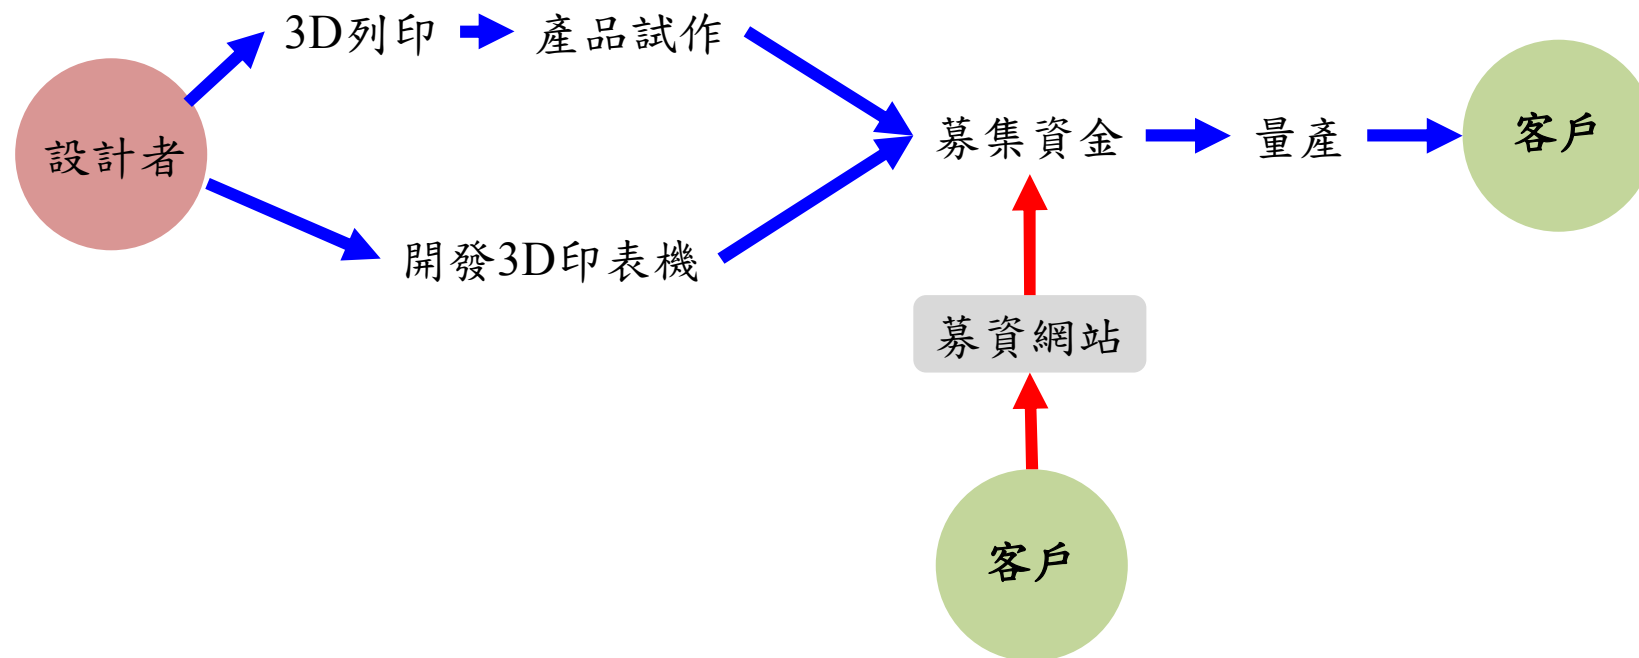 3D列印
產品試作
設計者
募集資金
量產
客戶
開發3D印表機
募資網站
客戶